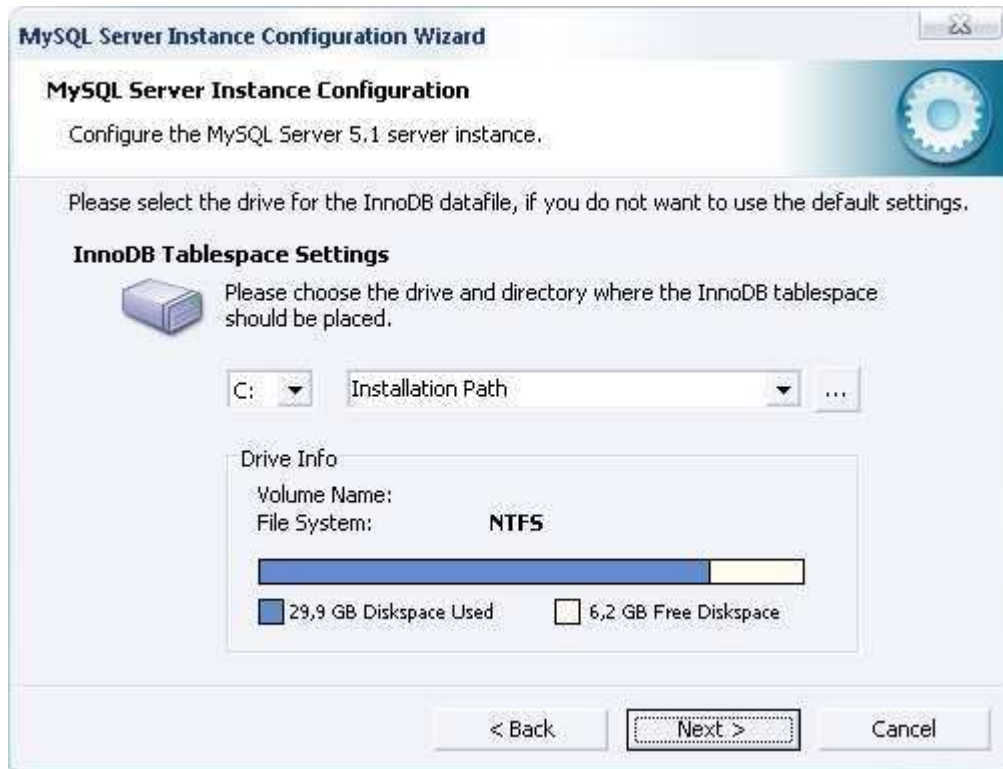 MySQL Server Instance Configuration Wizard
MySQL Server Instance Configuration
Configure the MySQL Server 5.1 server instance.
Please select the drive for the InnoDB datafile, if you do not want to use the default settings.
InnoDB Tablespace Settings
Please choose the drive and directory where the InnoDB tablespace
should be placed.
C: Installation Path ...
Drive Info
Volume Name:
File System: NTFS
29,9 GB Diskspace Used 6,2 GB Free Diskspace
< Back Next > Cancel